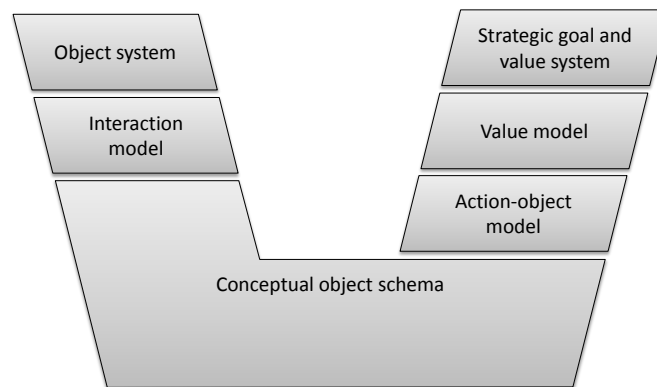 Object system
Interaction
model
Strategic goal and
value system
Value model
Action-object
model
Conceptual object schema